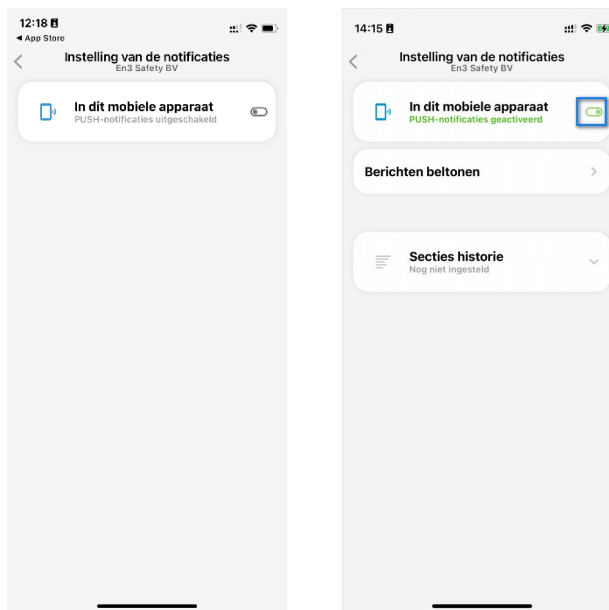 12:18
◀ App Store
Instelling van de notificaties
En3 Safety BV
In dit mobiele apparaat
PUSH-notificaties uitgeschakeld
14:15
Instelling van de notificaties
En3 Safety BV
In dit mobiele apparaat
PUSH-notificaties geactiveerd
Berichten beltonen
Secties historie
Nog niet ingesteld